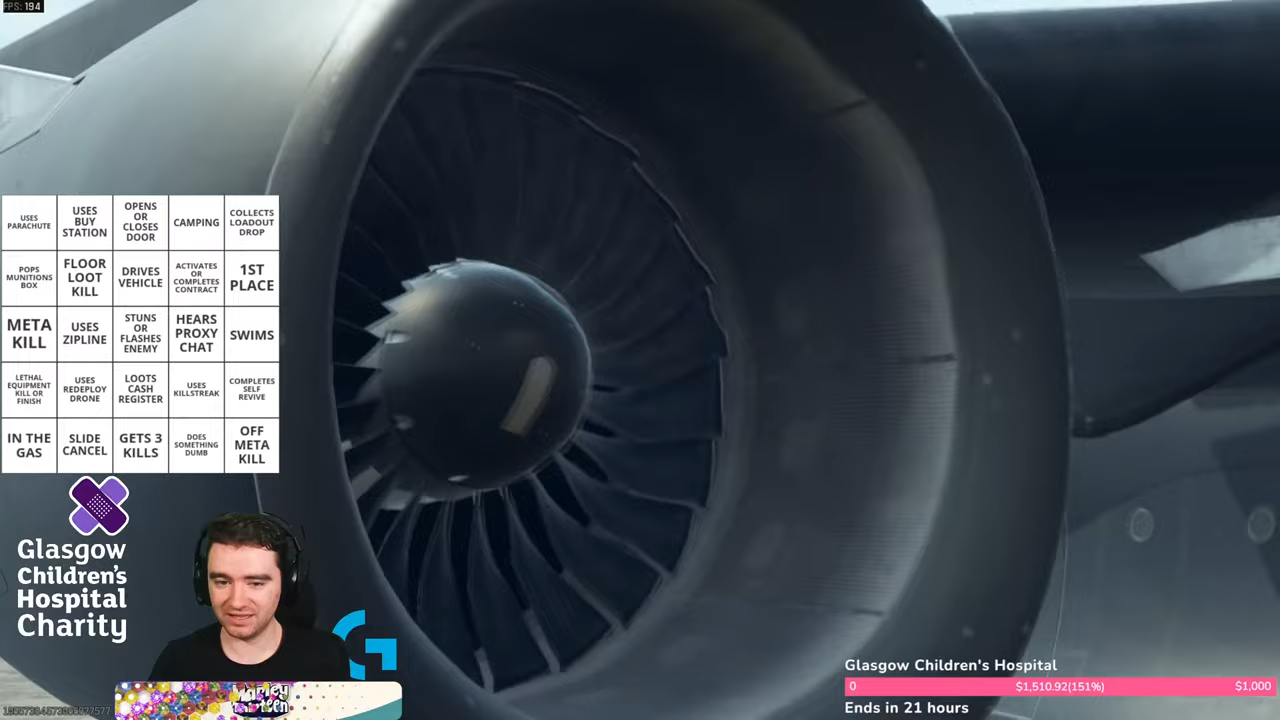 FPS: 194
USES
PARACHUTE
USES
BUY
STATION
OPENS
OR
CLOSES
DOOR
CAMPING
COLLECTS
LOADOUT
DROP
POPS
MUNITIONS
BOX
FLOOR
LOOT
KILL
DRIVES
VEHICLE
ACTIVATES
OR
COMPLETES
CONTRACT
1ST
PLACE
META
KILL
USES
ZIPLINE
STUNS
OR
FLASHES
ENEMY
HEARS
PROXY
CHAT
SWIMS
LETHAL
EQUIPMENT
KILL OR
FINISH
USES
REDEPLOY
DRONE
LOOTS
CASH
REGISTER
USES
KILLSTREAK
COMPLETES
SELF
REVIVE
IN THE
GAS
SLIDE
CANCEL
GETS 3
KILLS
DOES
SOMETHING
DUMB
OFF
META
KILL
Glasgow
Children's
Hospital
Charity
Glasgow Children's Hospital
0 $1,510.92(151%) $1,000
Ends in 21 hours